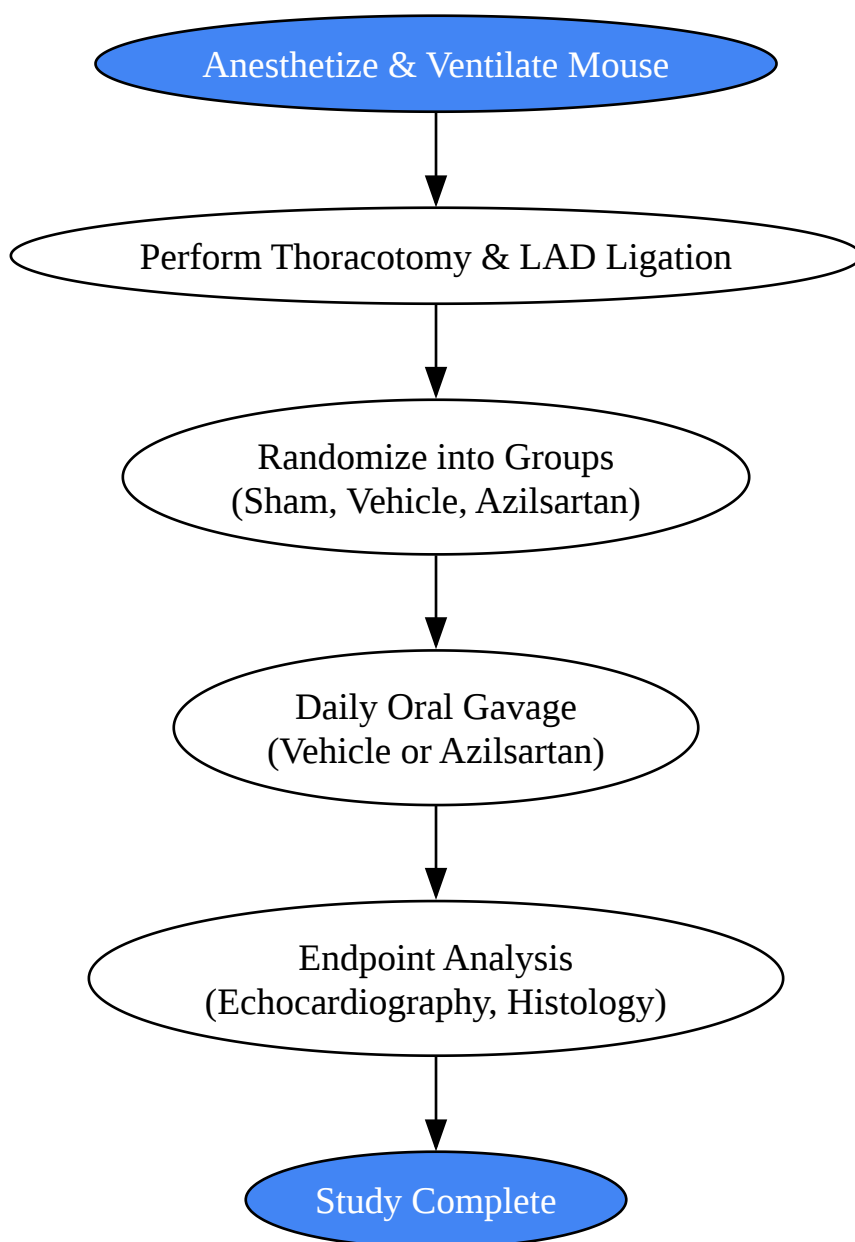 Anesthetize & Ventilate Mouse
Perform Thoracotomy & LAD Ligation
Randomize into Groups
(Sham, Vehicle, Azilsartan)
Daily Oral Gavage
(Vehicle or Azilsartan)
Endpoint Analysis
(Echocardiography, Histology)
Study Complete